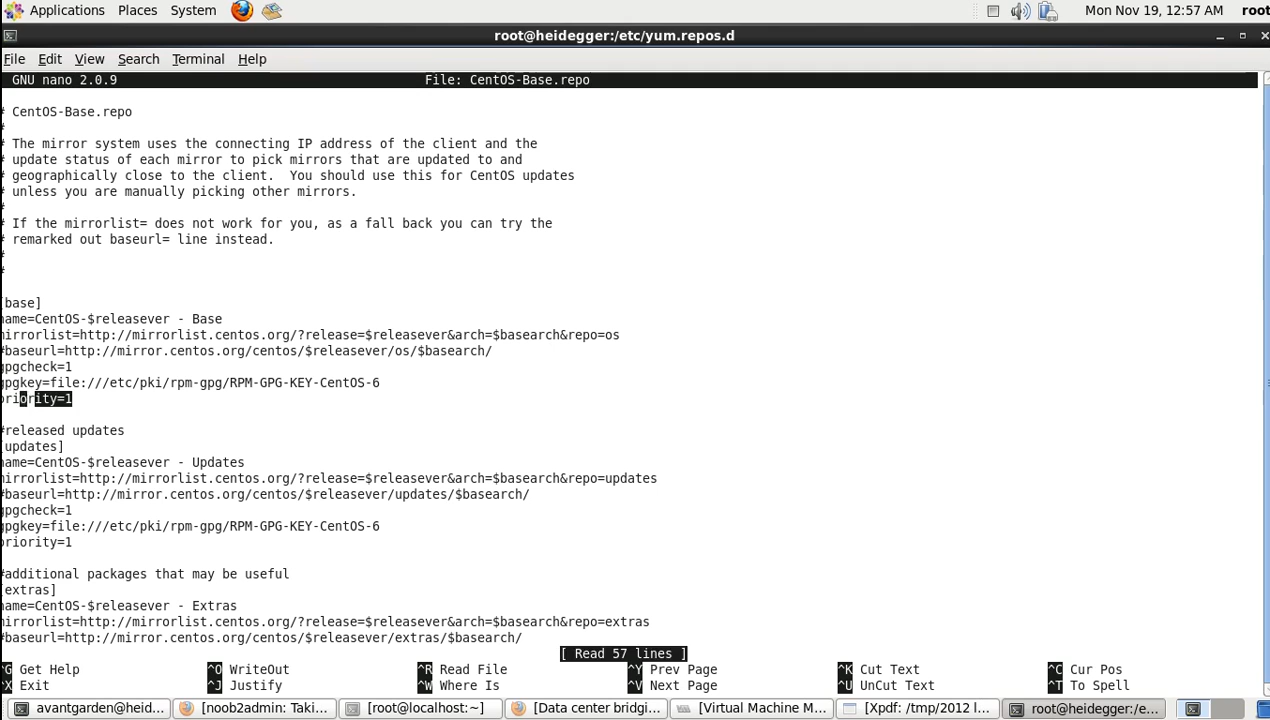 Applications Places System Mon Nov 19, 12:57 AM root
root@heidegger:/etc/yum.repos.d
File Edit View Search Terminal Help
GNU nano 2.0.9 File: CentOS-Base.repo
# CentOS-Base.repo
#
# The mirror system uses the connecting IP address of the client and the
# update status of each mirror to pick mirrors that are updated to and
# geographically close to the client.  You should use this for CentOS updates
# unless you are manually picking other mirrors.
#
# If the mirrorlist= does not work for you, as a fall back you can try the
# remarked out baseurl= line instead.
#
#
[base]
name=CentOS-$releasever - Base
mirrorlist=http://mirrorlist.centos.org/?release=$releasever&arch=$basearch&repo=os
#baseurl=http://mirror.centos.org/centos/$releasever/os/$basearch/
gpgcheck=1
gpgkey=file:///etc/pki/rpm-gpg/RPM-GPG-KEY-CentOS-6
priority=1
#released updates
[updates]
name=CentOS-$releasever - Updates
mirrorlist=http://mirrorlist.centos.org/?release=$releasever&arch=$basearch&repo=updates
#baseurl=http://mirror.centos.org/centos/$releasever/updates/$basearch/
gpgcheck=1
gpgkey=file:///etc/pki/rpm-gpg/RPM-GPG-KEY-CentOS-6
priority=1
#additional packages that may be useful
[extras]
name=CentOS-$releasever - Extras
mirrorlist=http://mirrorlist.centos.org/?release=$releasever&arch=$basearch&repo=extras
#baseurl=http://mirror.centos.org/centos/$releasever/extras/$basearch/
[ Read 57 lines ]
^G Get Help ^O WriteOut ^R Read File ^Y Prev Page ^K Cut Text ^C Cur Pos
^X Exit ^J Justify ^W Where Is ^V Next Page ^U UnCut Text ^T To Spell
avantgarden@heid... [noob2admin: Taki... [root@localhost:~] [Data center bridgi... [Virtual Machine M... [Xpdf: /tmp/2012 l... root@heidegger:/e...